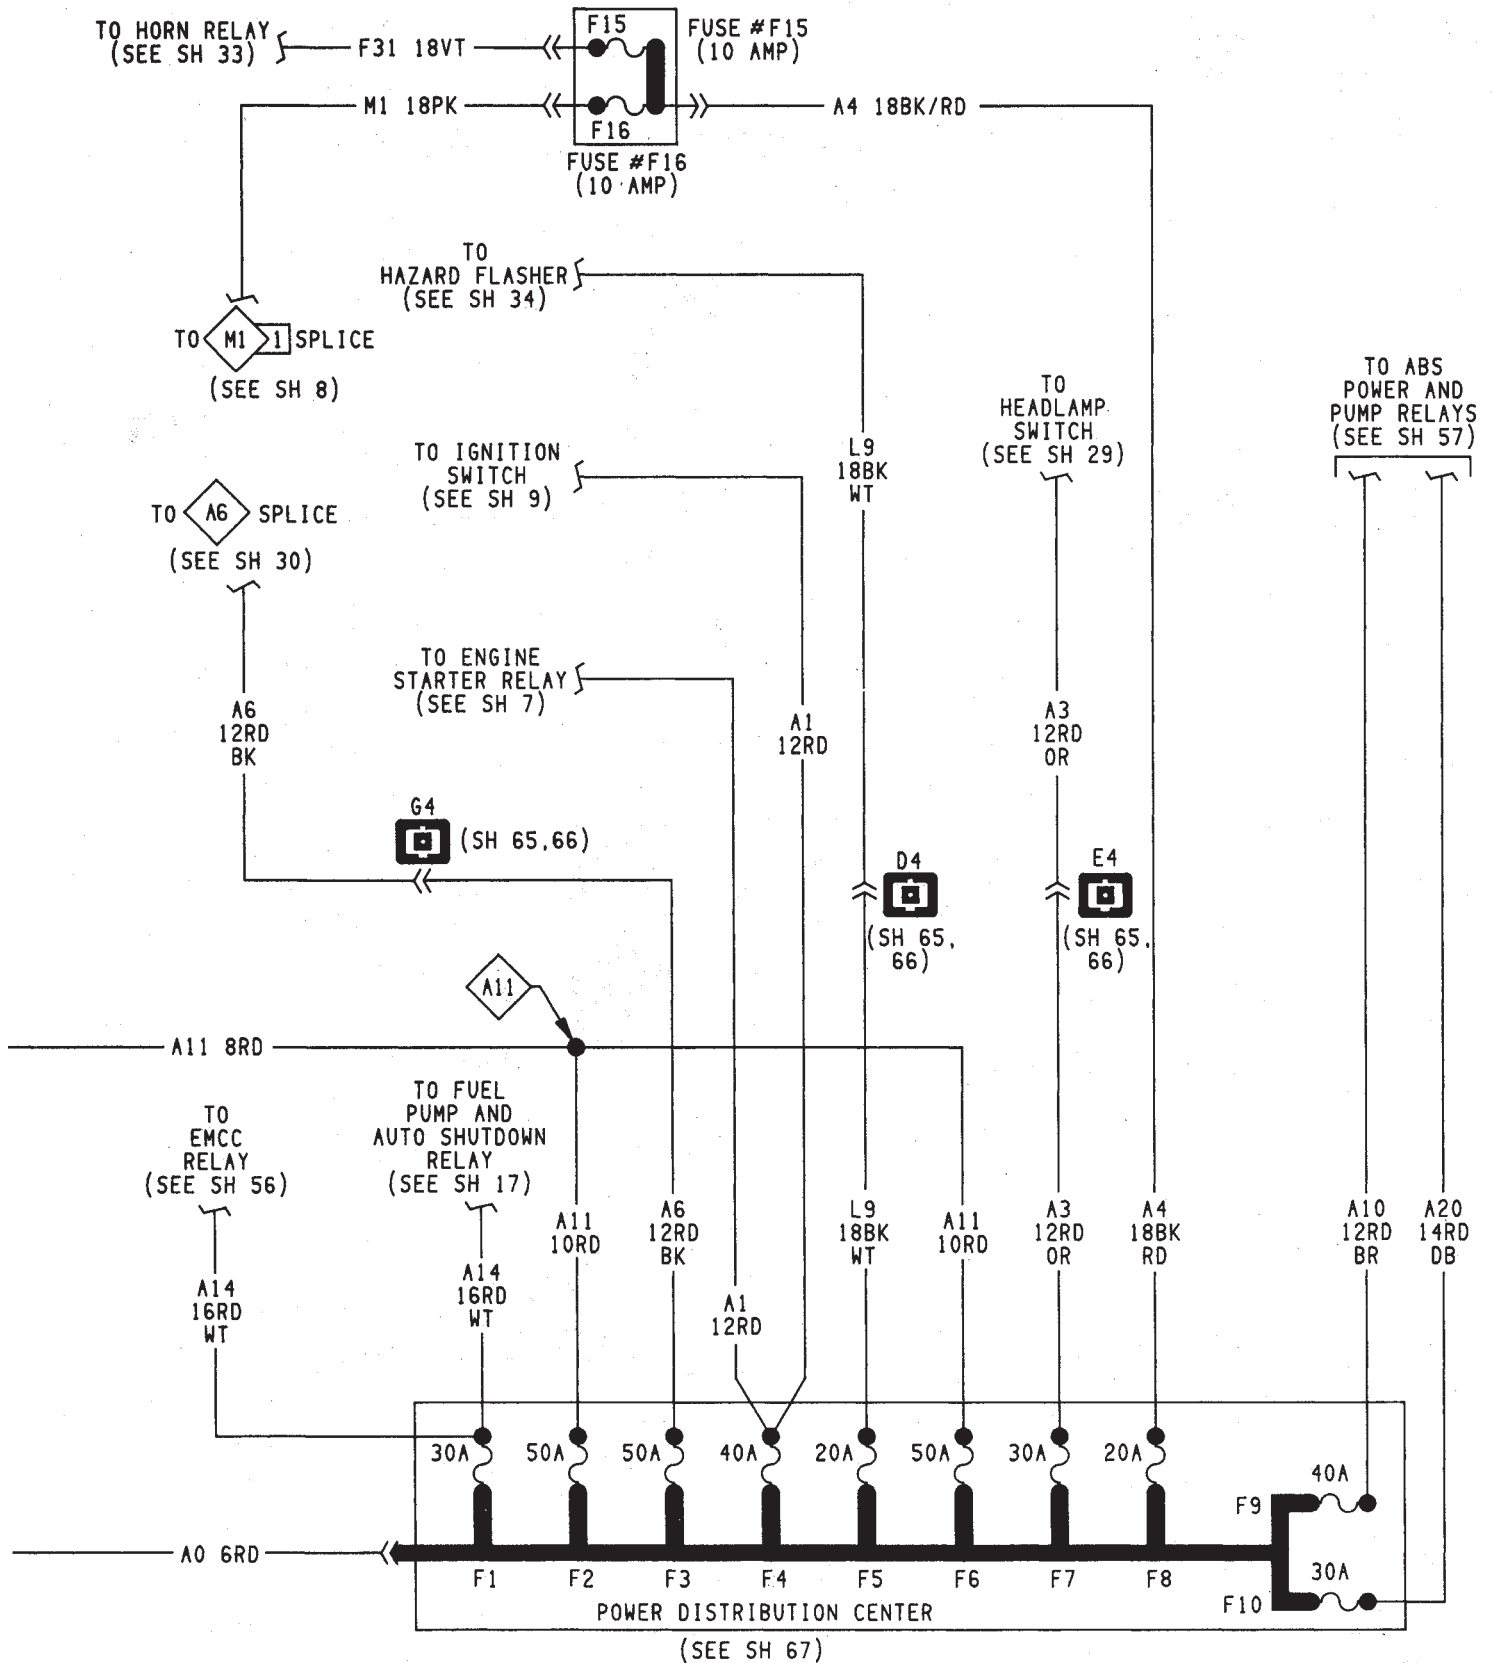 TO HORN RELAY
(SEE SH 33)
F31 18VT
F15
FUSE #F15
(10 AMP)
M1 18PK
F16
A4 18BK/RD
FUSE #F16
(10 AMP)
TO
HAZARD FLASHER
(SEE SH 34)
TO M1 1 SPLICE
(SEE SH 8)
TO ABS
POWER AND
PUMP RELAYS
(SEE SH 57)
TO
HEADLAMP
SWITCH
(SEE SH 29)
TO IGNITION
SWITCH
(SEE SH 9)
L9
18BK
WT
TO A6 SPLICE
(SEE SH 30)
TO ENGINE
STARTER RELAY
(SEE SH 7)
A6
12RD
BK
A1
12RD
A3
12RD
OR
G4
(SH 65,66)
D4
(SH 65,
66)
E4
(SH 65,
66)
A11
A11 8RD
TO
EMCC
RELAY
(SEE SH 56)
TO FUEL
PUMP AND
AUTO SHUTDOWN
RELAY
(SEE SH 17)
A14
16RD
WT
A14
16RD
WT
A11
10RD
A6
12RD
BK
A1
12RD
L9
18BK
WT
A11
10RD
A3
12RD
OR
A4
18BK
RD
A10
12RD
BR
A20
14RD
DB
30A
50A
50A
40A
20A
50A
30A
20A
40A
F9
A0 6RD
F1
F2
F3
F4
F5
F6
F7
F8
30A
F10
POWER DISTRIBUTION CENTER
(SEE SH 67)